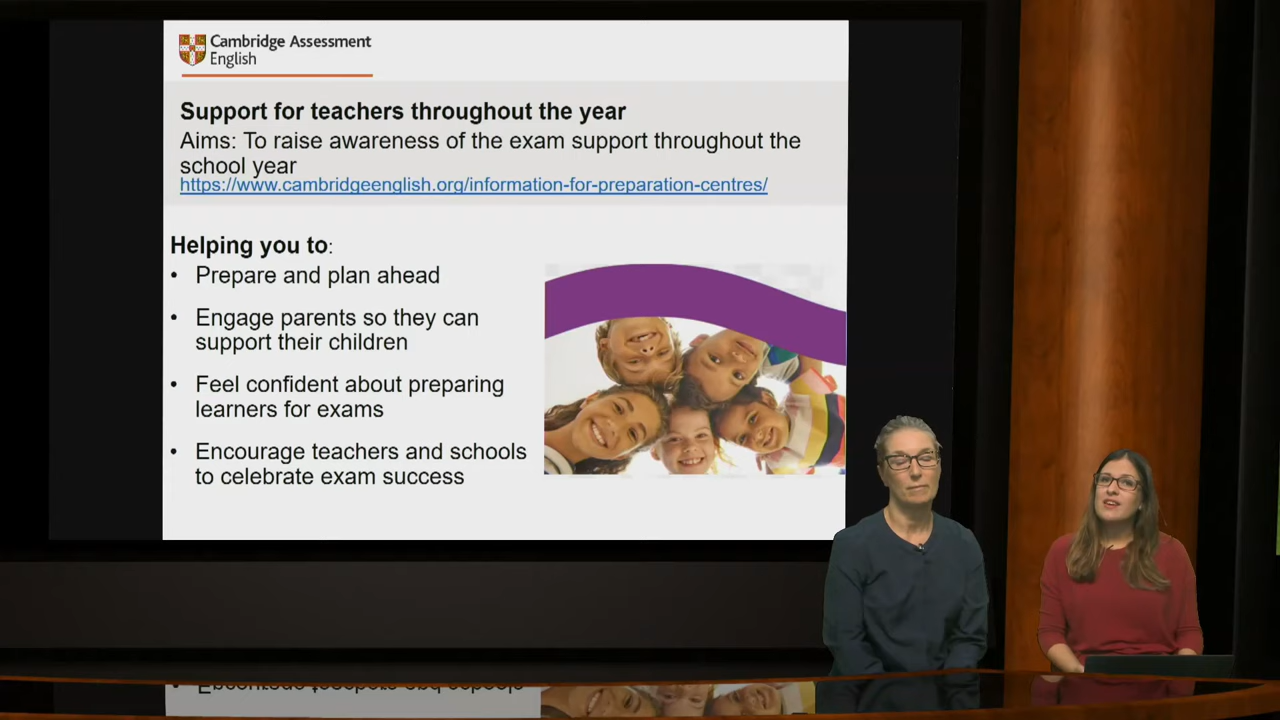 Cambridge Assessment
English
Support for teachers throughout the year
Aims: To raise awareness of the exam support throughout the
school year
https://www.cambridgeenglish.org/information-for-preparation-centres/
Helping you to:
• Prepare and plan ahead
• Engage parents so they can
support their children
• Feel confident about preparing
learners for exams
• Encourage teachers and schools
to celebrate exam success